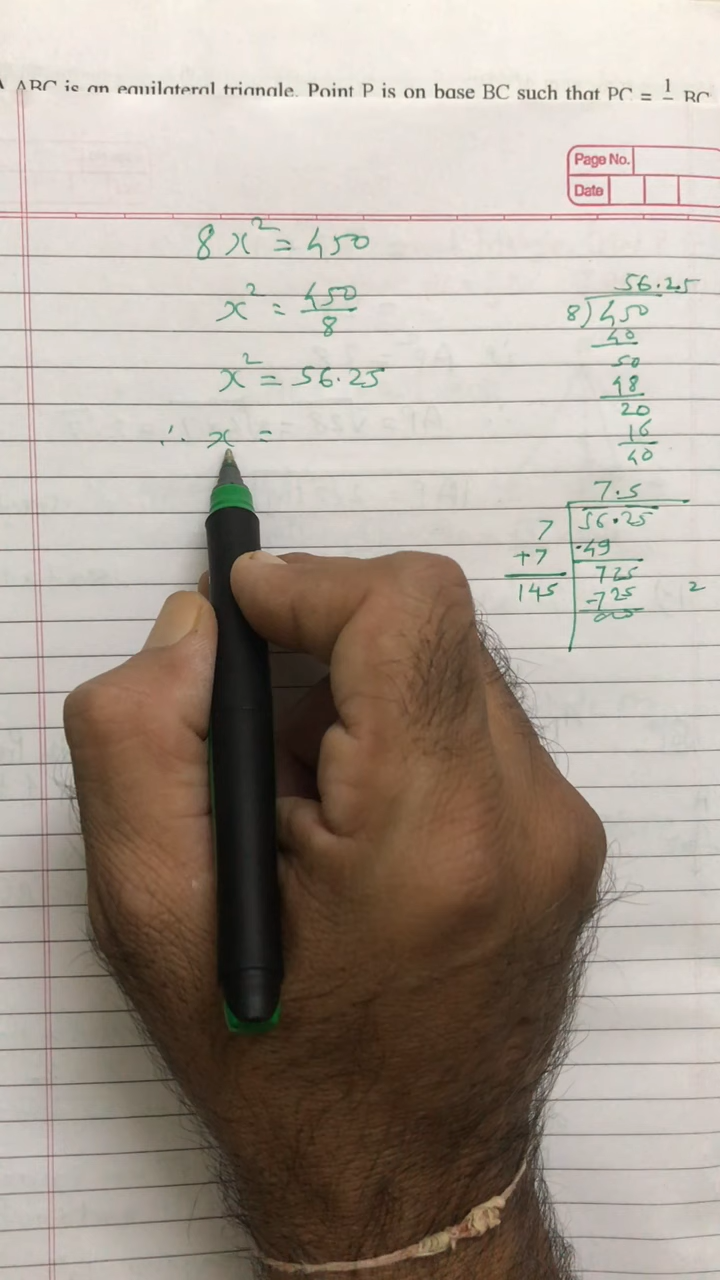 △ABC is an equilateral triangle. Point P is on base BC such that PC = 1/ BC
Page No.
Date
8x² = 450
x² = 450/8
x² = 56.25
∴ x =
56.25
8)450
40
50
48
20
16
40
7.5
7 56.25
+7 -49
145 725
-725
000
2